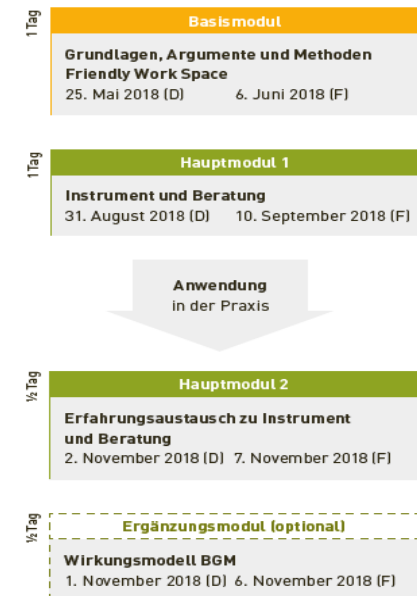 1 Tag
Basismodul
Grundlagen, Argumente und Methoden
Friendly Work Space
25. Mai 2018 (D) 6. Juni 2018 (F)
1 Tag
Hauptmodul 1
Instrument und Beratung
31. August 2018 (D) 10. September 2018 (F)
Anwendung
in der Praxis
½ Tag
Hauptmodul 2
Erfahrungsaustausch zu Instrument
und Beratung
2. November 2018 (D) 7. November 2018 (F)
½ Tag
Ergänzungsmodul (optional)
Wirkungsmodell BGM
1. November 2018 (D) 6. November 2018 (F)